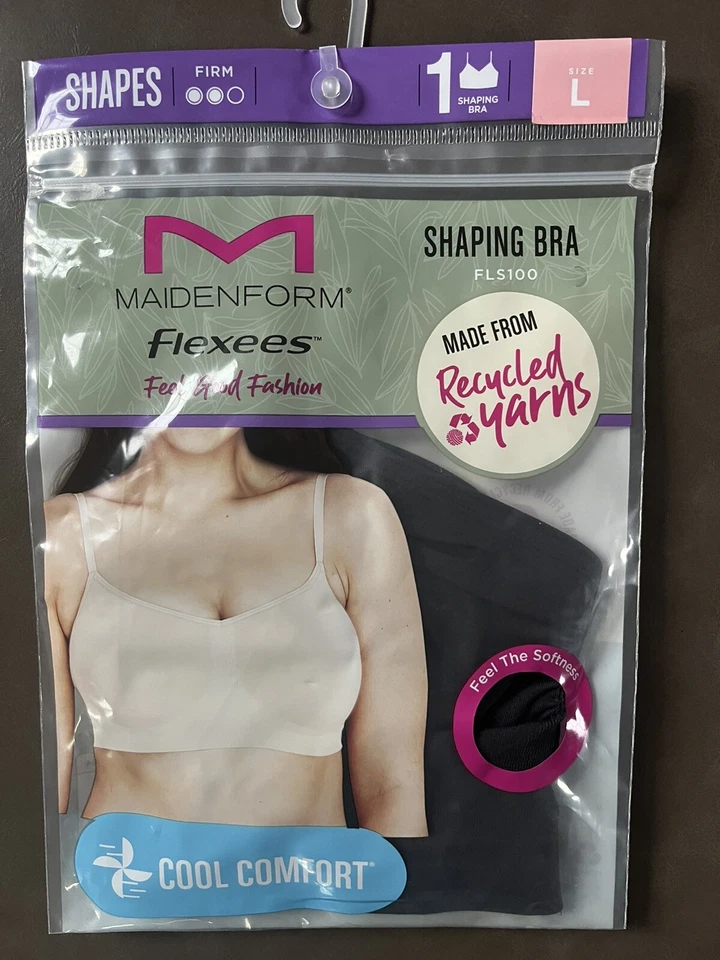 SHAPES
FIRM
1
SHAPING
BRA
SIZE
L
MAIDENFORM®
flexees™
Feel Good Fashion
SHAPING BRA
FLS100
MADE FROM
Recycled
yarns
Feel The Softness
COOL COMFORT®